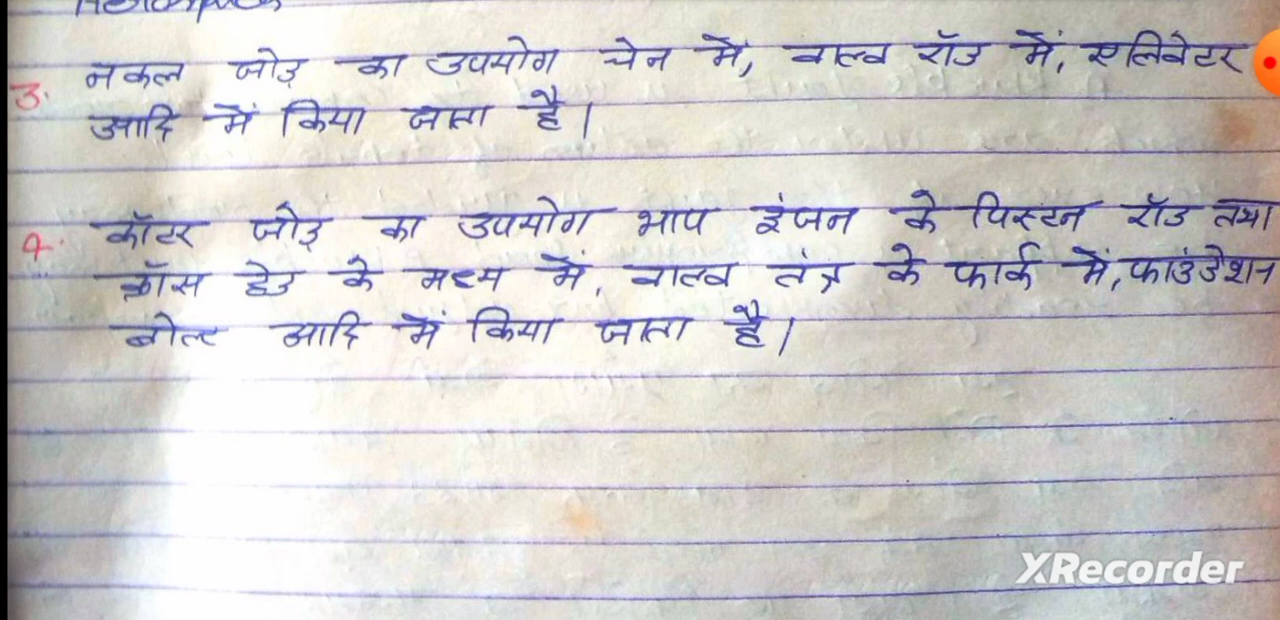 3. नकल जोड़ का उपयोग चेन में, वाल्व रॉड में, एलिवेटर
आदि में किया जाता है।
4. कॉटर जोड़ का उपयोग भाप इंजन के पिस्टन रॉड तथा
क्रॉस हेड के मध्य में, वाल्व तंत्र के फार्क में, फाउंडेशन
बोल्ट आदि में किया जाता है।
XRecorder